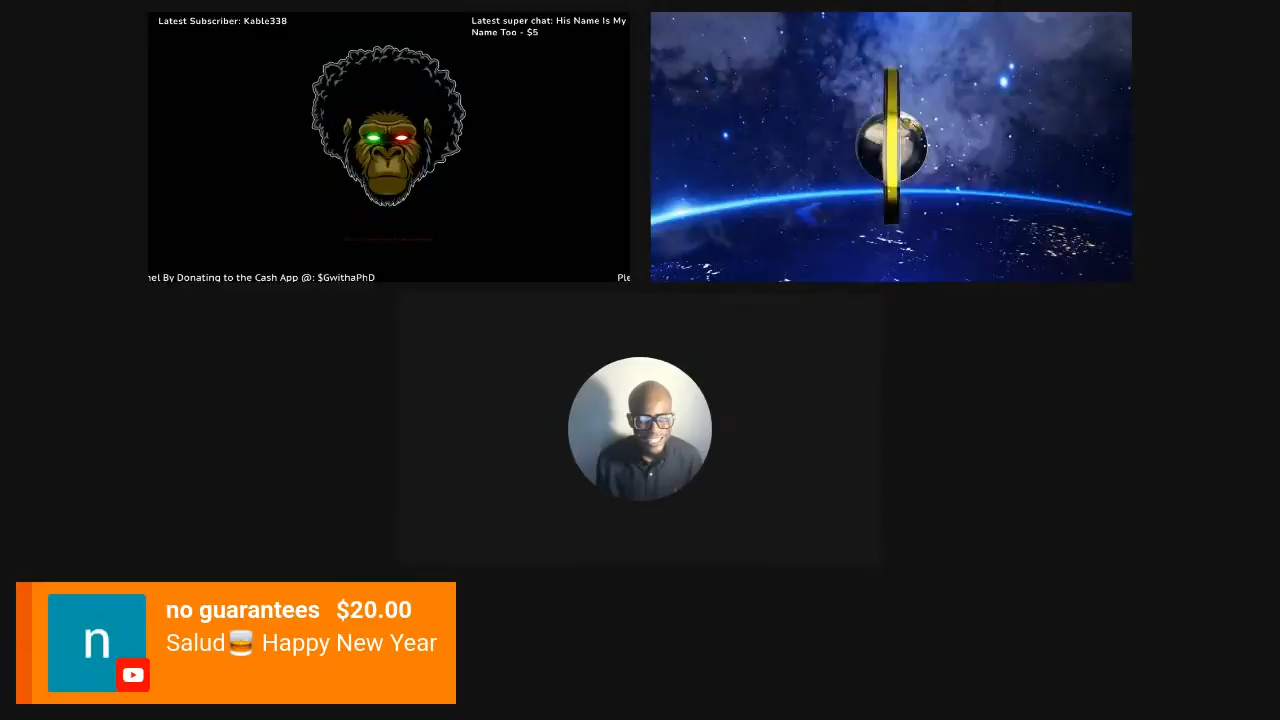 Latest Subscriber: Kable338
Latest super chat: His Name Is My
Name Too - $5
nel By Donating to the Cash App @: $GwithaPhD
Ple
n
no guarantees $20.00
Salud🥃 Happy New Year